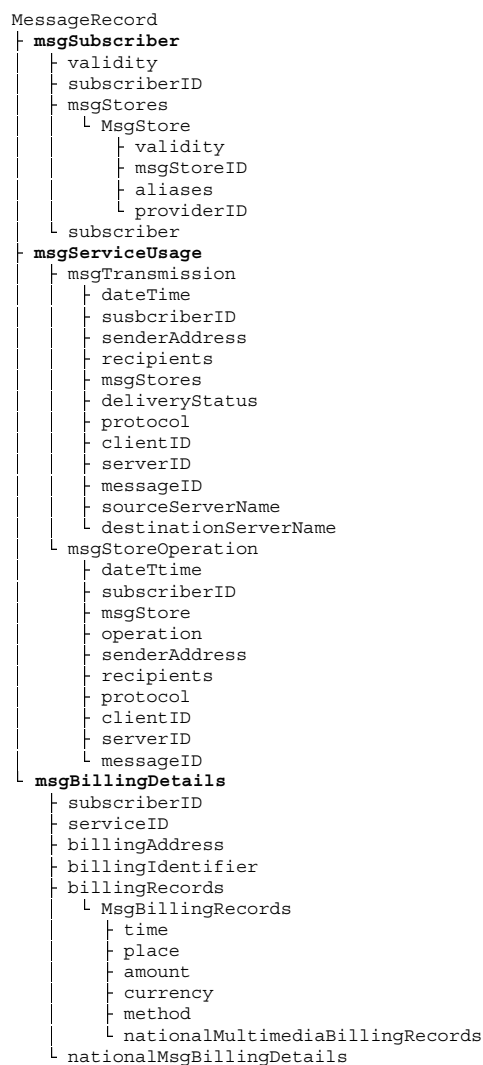 MessageRecord
msgSubscriber
validity
subscriberID
msgStores
MsgStore
validity
msgStoreID
aliases
providerID
subscriber
msgServiceUsage
msgTransmission
dateTime
susbcriberID
senderAddress
recipients
msgStores
deliveryStatus
protocol
clientID
serverID
messageID
sourceServerName
destinationServerName
msgStoreOperation
dateTtime
subscriberID
msgStore
operation
senderAddress
recipients
protocol
clientID
serverID
messageID
msgBillingDetails
subscriberID
serviceID
billingAddress
billingIdentifier
billingRecords
MsgBillingRecords
time
place
amount
currency
method
nationalMultimediaBillingRecords
nationalMsgBillingDetails